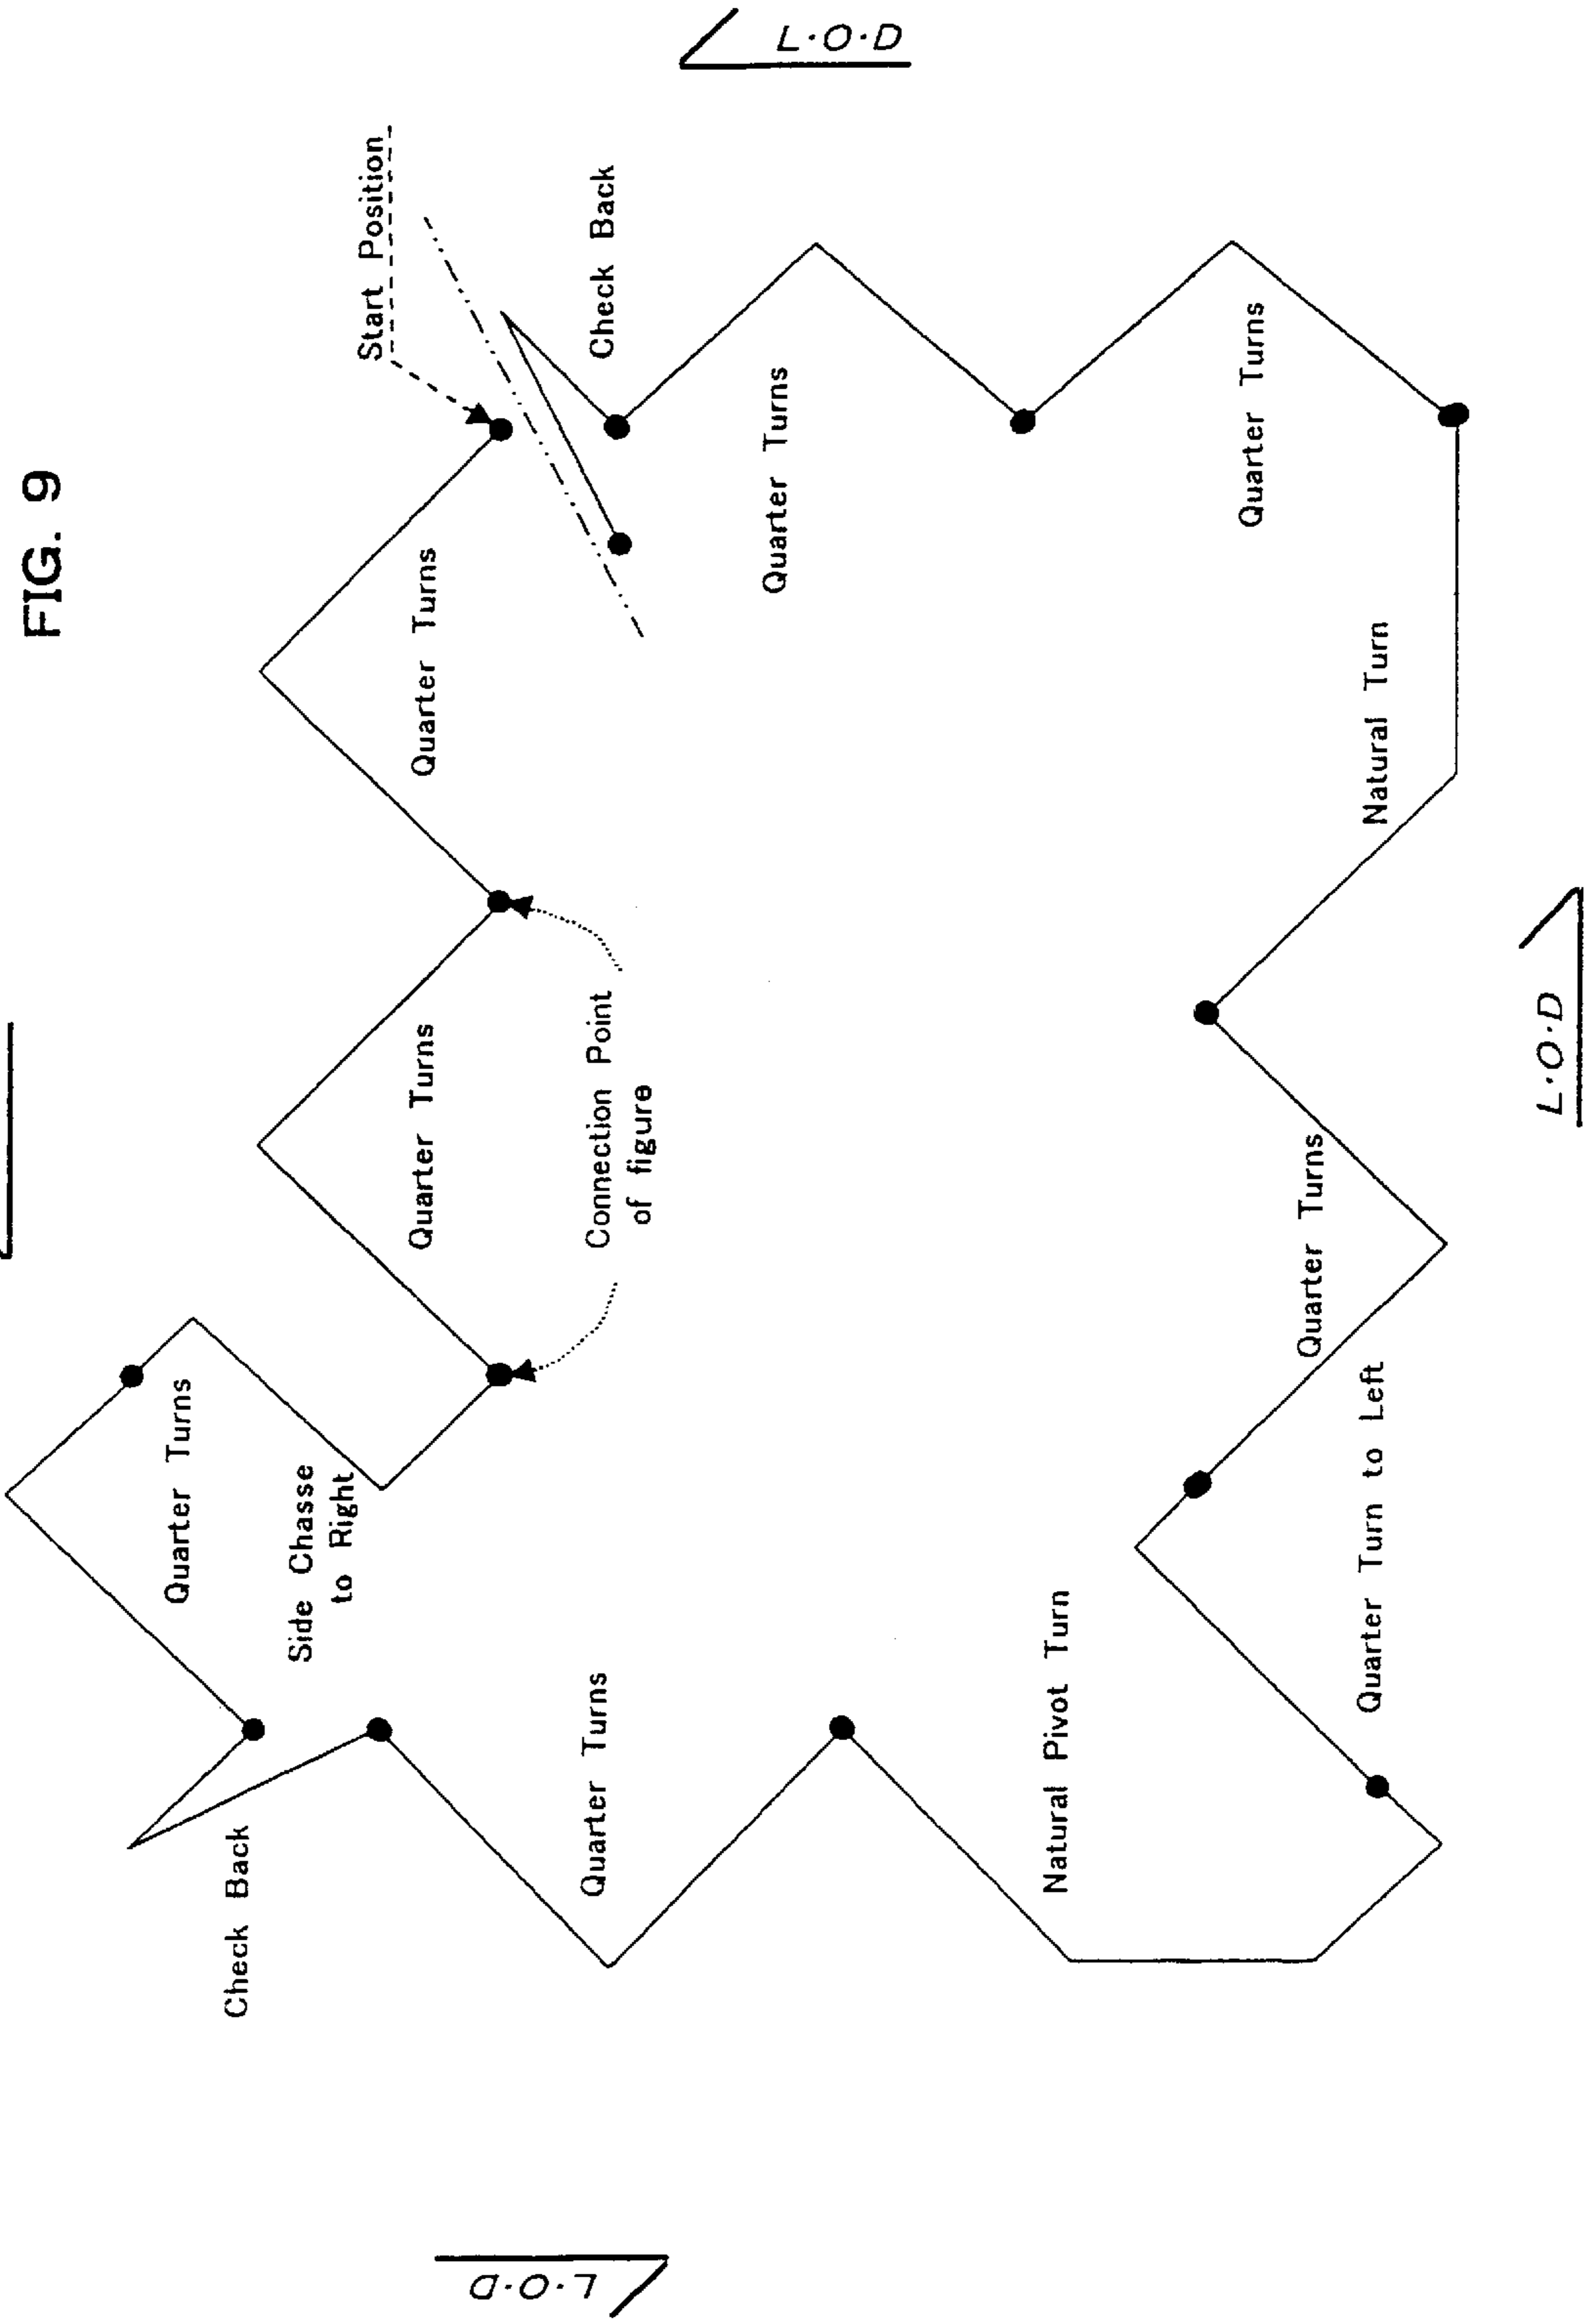 FIG. 9
Quarter Turns
Check Back
Side Chasse
to Right
Start Position
Quarter Turns
Quarter Turns
L·O·D
Quarter Turns
Connection Point
of figure
Check Back
Quarter Turns
L·O·D
Natural Pivot Turn
Quarter Turns
Quarter Turns
Quarter Turn to Left
Natural Turn
L·O·D